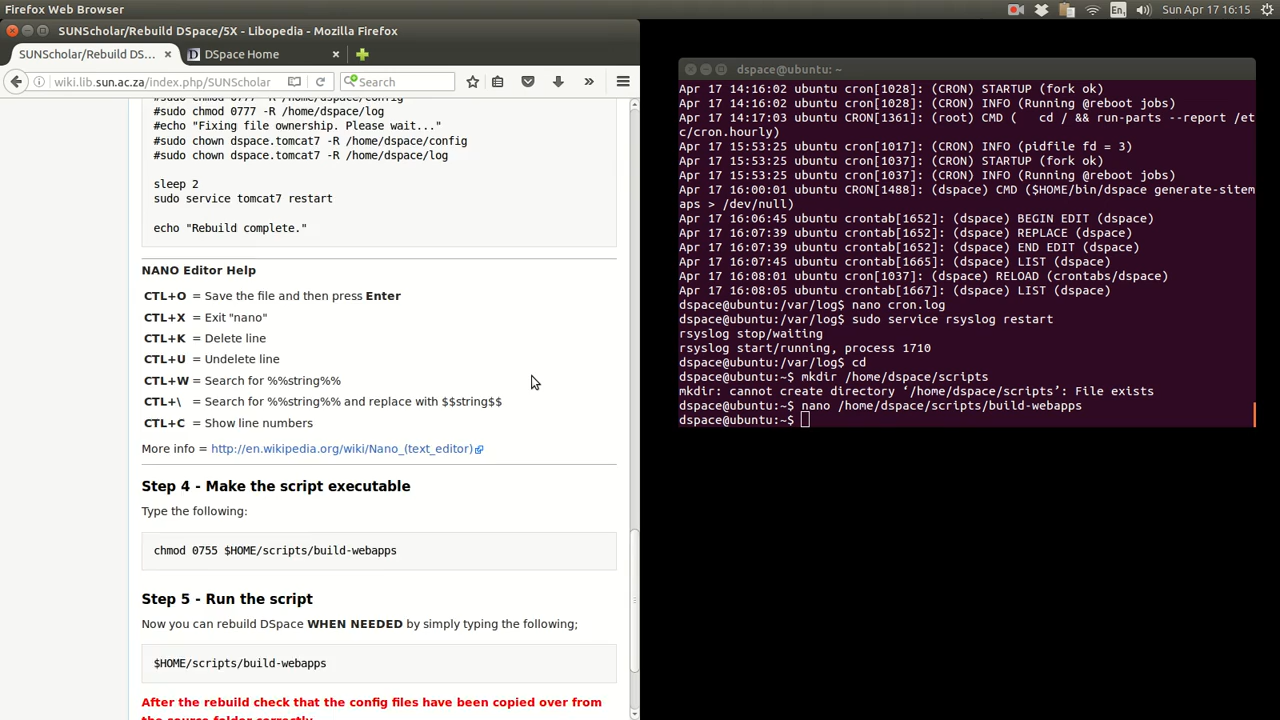 Firefox Web Browser
En
Sun Apr 17 16:15
SUNScholar/Rebuild DSpace/5X - Libopedia - Mozilla Firefox
SUNScholar/Rebuild DS... ×
DSpace Home ×
wiki.lib.sun.ac.za/index.php/SUNScholar
Search
#sudo chmod 0777 -R /home/dspace/config
#sudo chmod 0777 -R /home/dspace/log
#echo "Fixing file ownership. Please wait..."
#sudo chown dspace.tomcat7 -R /home/dspace/config
#sudo chown dspace.tomcat7 -R /home/dspace/log
sleep 2
sudo service tomcat7 restart
echo "Rebuild complete."
NANO Editor Help
CTL+O = Save the file and then press Enter
CTL+X = Exit "nano"
CTL+K = Delete line
CTL+U = Undelete line
CTL+W = Search for %%string%%
CTL+\ = Search for %%string%% and replace with $$string$$
CTL+C = Show line numbers
More info = http://en.wikipedia.org/wiki/Nano_(text_editor)
Step 4 - Make the script executable
Type the following:
chmod 0755 $HOME/scripts/build-webapps
Step 5 - Run the script
Now you can rebuild DSpace WHEN NEEDED by simply typing the following;
$HOME/scripts/build-webapps
After the rebuild check that the config files have been copied over from
the source folder correctly
dspace@ubuntu: ~
Apr 17 14:16:02 ubuntu cron[1028]: (CRON) STARTUP (fork ok)
Apr 17 14:16:02 ubuntu cron[1028]: (CRON) INFO (Running @reboot jobs)
Apr 17 14:17:03 ubuntu CRON[1361]: (root) CMD (   cd / && run-parts --report /et
c/cron.hourly)
Apr 17 15:53:25 ubuntu cron[1017]: (CRON) INFO (pidfile fd = 3)
Apr 17 15:53:25 ubuntu cron[1037]: (CRON) STARTUP (fork ok)
Apr 17 15:53:25 ubuntu cron[1037]: (CRON) INFO (Running @reboot jobs)
Apr 17 16:00:01 ubuntu CRON[1488]: (dspace) CMD ($HOME/bin/dspace generate-sitem
aps > /dev/null)
Apr 17 16:06:45 ubuntu crontab[1652]: (dspace) BEGIN EDIT (dspace)
Apr 17 16:07:39 ubuntu crontab[1652]: (dspace) REPLACE (dspace)
Apr 17 16:07:39 ubuntu crontab[1652]: (dspace) END EDIT (dspace)
Apr 17 16:07:45 ubuntu crontab[1665]: (dspace) LIST (dspace)
Apr 17 16:08:01 ubuntu cron[1037]: (dspace) RELOAD (crontabs/dspace)
Apr 17 16:08:05 ubuntu crontab[1667]: (dspace) LIST (dspace)
dspace@ubuntu:/var/log$ nano cron.log
dspace@ubuntu:/var/log$ sudo service rsyslog restart
rsyslog stop/waiting
rsyslog start/running, process 1710
dspace@ubuntu:/var/log$ cd
dspace@ubuntu:~$ mkdir /home/dspace/scripts
mkdir: cannot create directory ‘/home/dspace/scripts’: File exists
dspace@ubuntu:~$ nano /home/dspace/scripts/build-webapps
dspace@ubuntu:~$